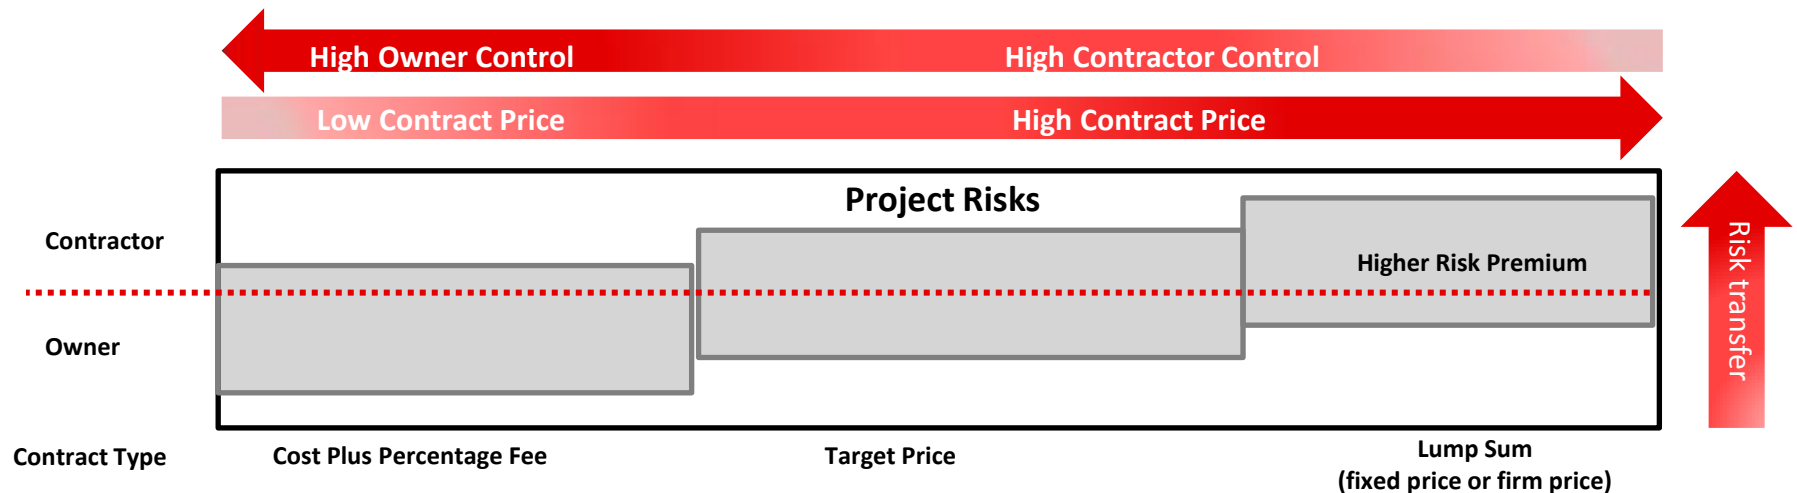 High Owner Control
High Contractor Control
Low Contract Price
High Contract Price
Project Risks
Contractor
Higher Risk Premium
Risk transfer
Owner
Contract Type
Cost Plus Percentage Fee
Target Price
Lump Sum
(fixed price or firm price)